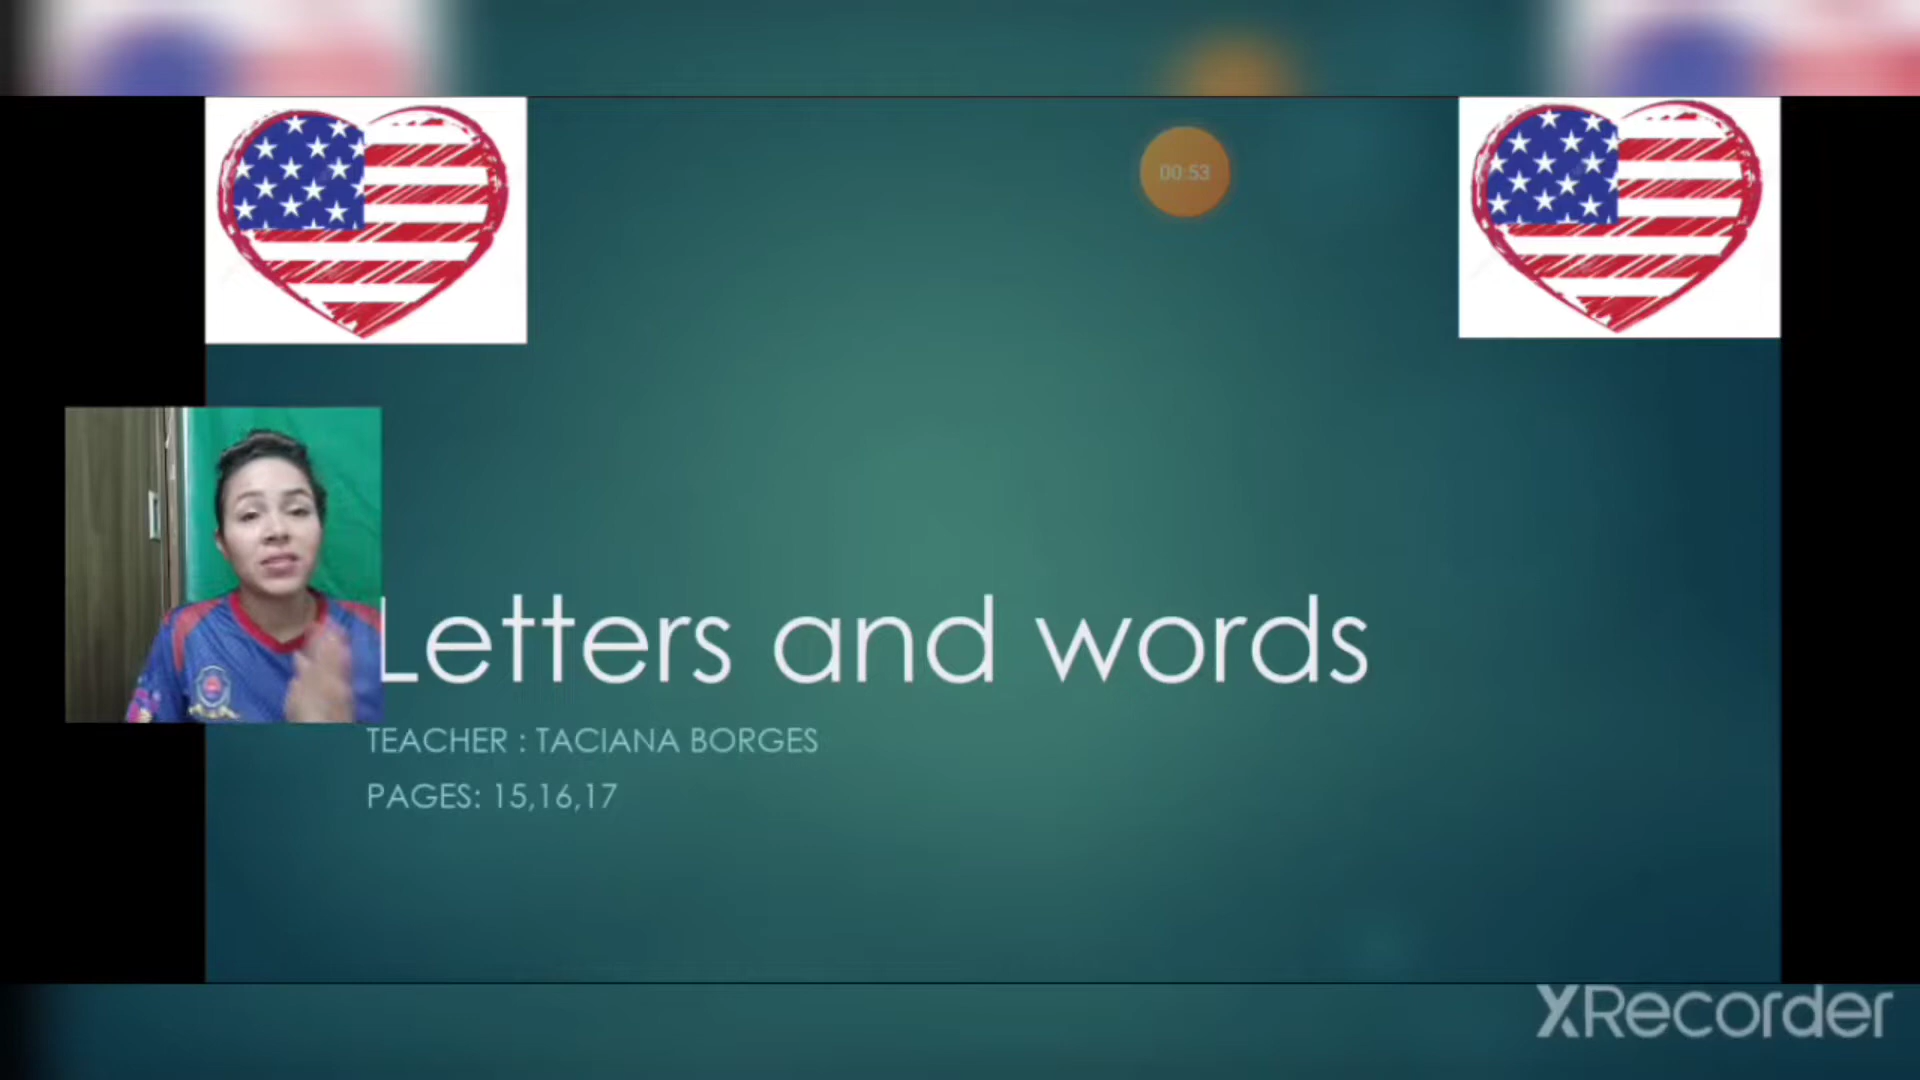 00:53
Letters and words
TEACHER : TACIANA BORGES
PAGES: 15,16,17
XRecorder